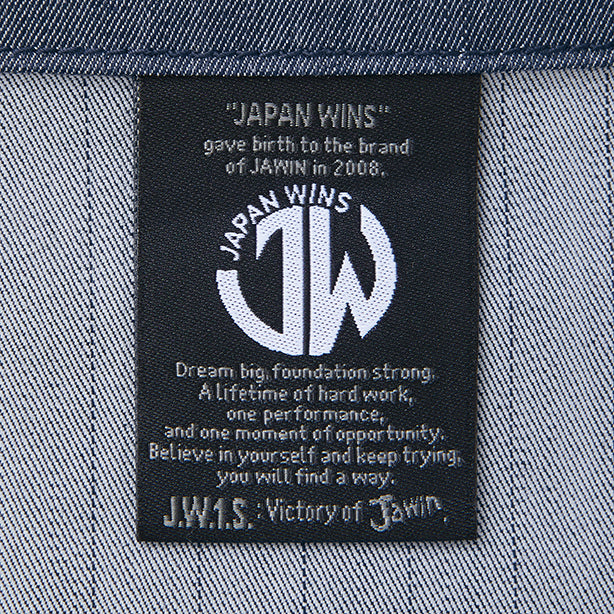 "JAPAN WINS"
gave birth to the brand
of JAWIN in 2008.
JAPAN WINS
JW
Dream big, foundation strong.
A lifetime of hard work,
one performance,
and one moment of opportunity.
Believe in yourself and keep trying,
you will find a way.
J.W.1.S. : Victory of Jawin.